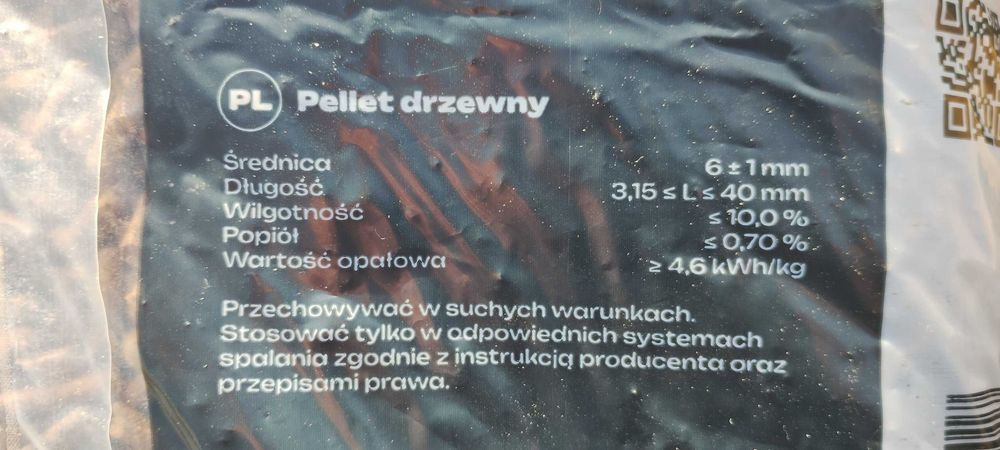 PL Pellet drzewny
Średnica 6 ± 1 mm
Długość 3,15 ≤ L ≤ 40 mm
Wilgotność ≤ 10,0 %
Popiół ≤ 0,70 %
Wartość opałowa ≥ 4,6 kWh/kg
Przechowywać w suchych warunkach.
Stosować tylko w odpowiednich systemach
spalania zgodnie z instrukcją producenta oraz
przepisami prawa.